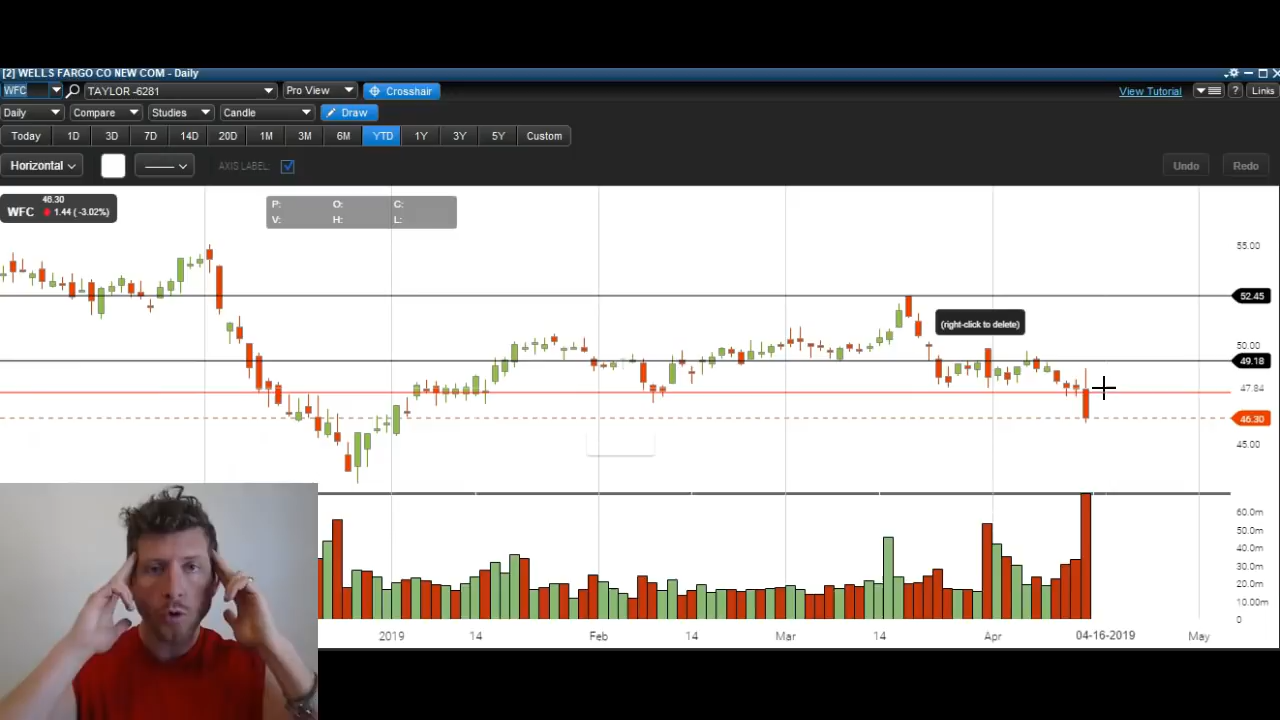 [2] WELLS FARGO CO NEW COM - Daily
WFC TAYLOR -6281 Pro View Crosshair View Tutorial ? Links
Daily Compare Studies Candle Draw
Today 1D 3D 7D 14D 20D 1M 3M 6M YTD 1Y 3Y 5Y Custom
Horizontal AXIS LABEL: Undo Redo
46.30
WFC 1.44 (-3.02%)
P: O: C:
V: H: L:
55.00
52.45
(right-click to delete)
50.00
49.18
47.84
46.30
45.00
60.0m
50.0m
40.0m
30.0m
20.0m
10.00m
0
2019 14 Feb 14 Mar 14 Apr 04-16-2019 May